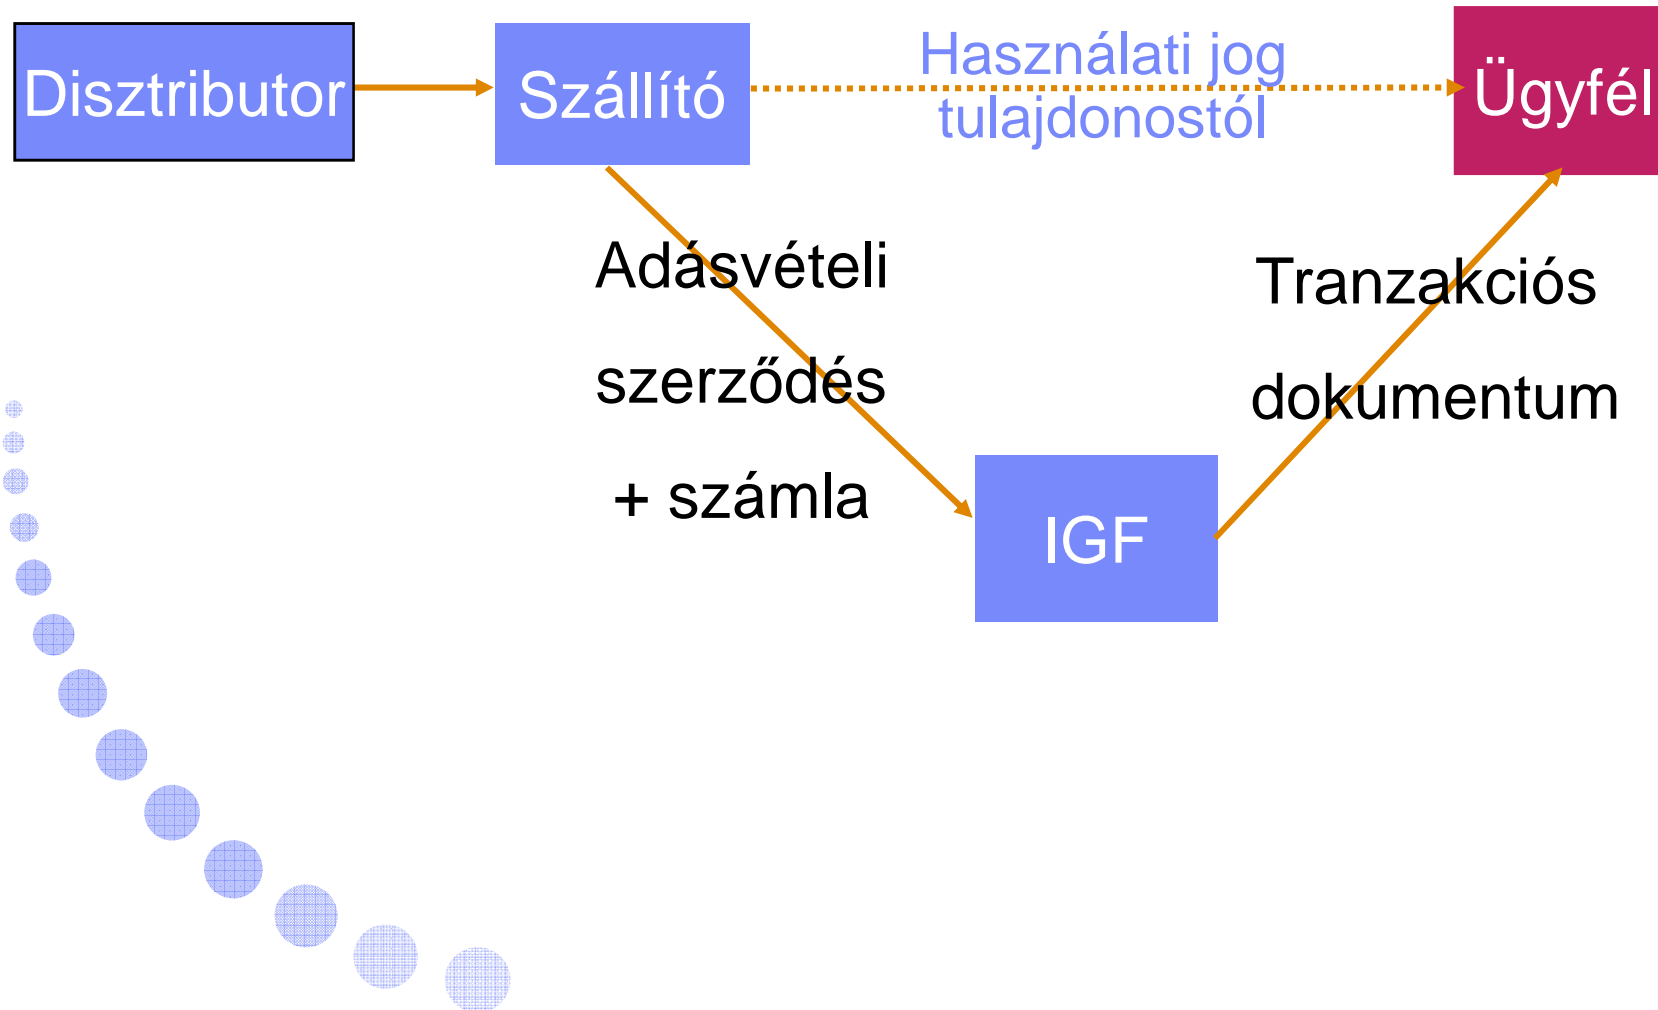 Disztributor
Szállító
Használati jog
tulajdonostól
Ügyfél
Adásvételi
szerződés
+ számla
Tranzakciós
dokumentum
IGF